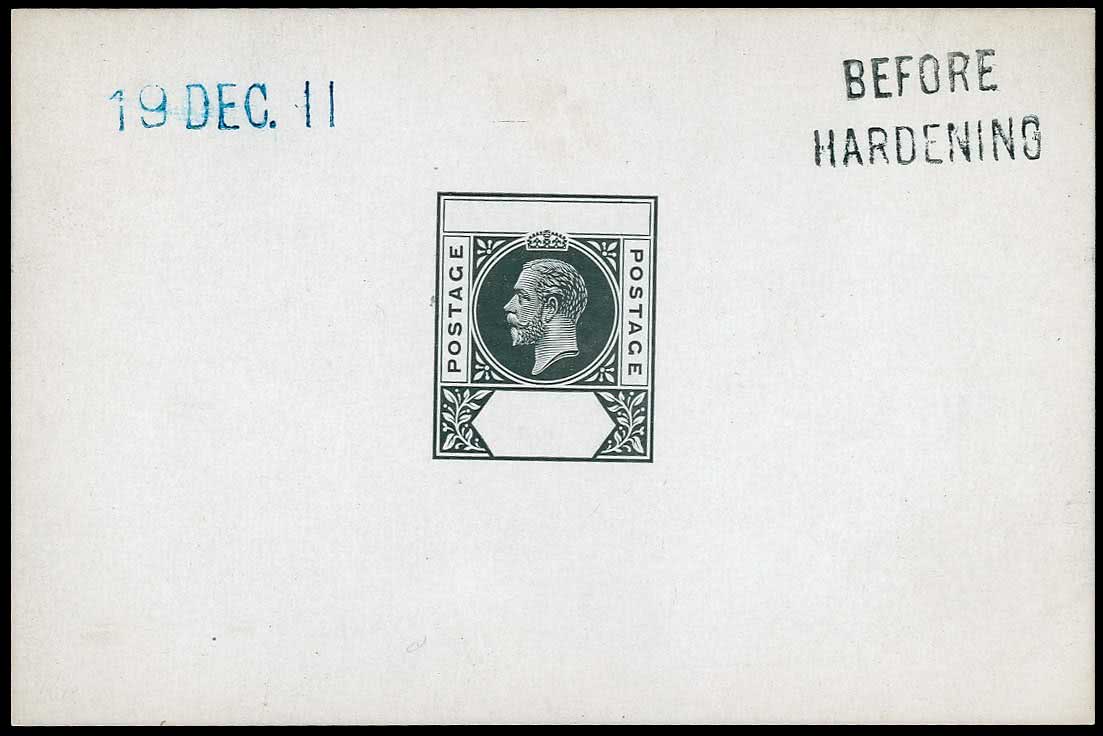 19 DEC. 11
BEFORE
HARDENING
POSTAGE
POSTAGE